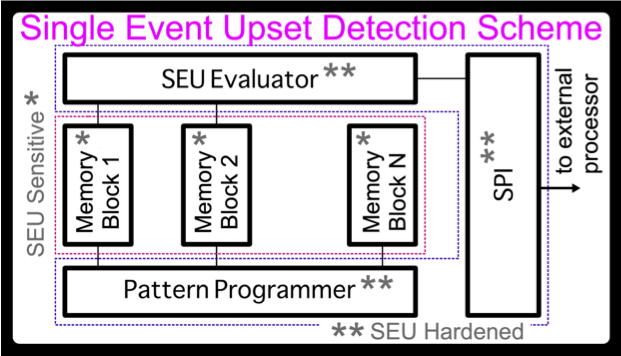 Single Event Upset Detection Scheme
SEU Evaluator **
SEU Sensitive *
Memory
Block 1
*
Memory
Block 2
*
Memory
Block N
*
SPI
**
to external
processor
Pattern Programmer **
** SEU Hardened